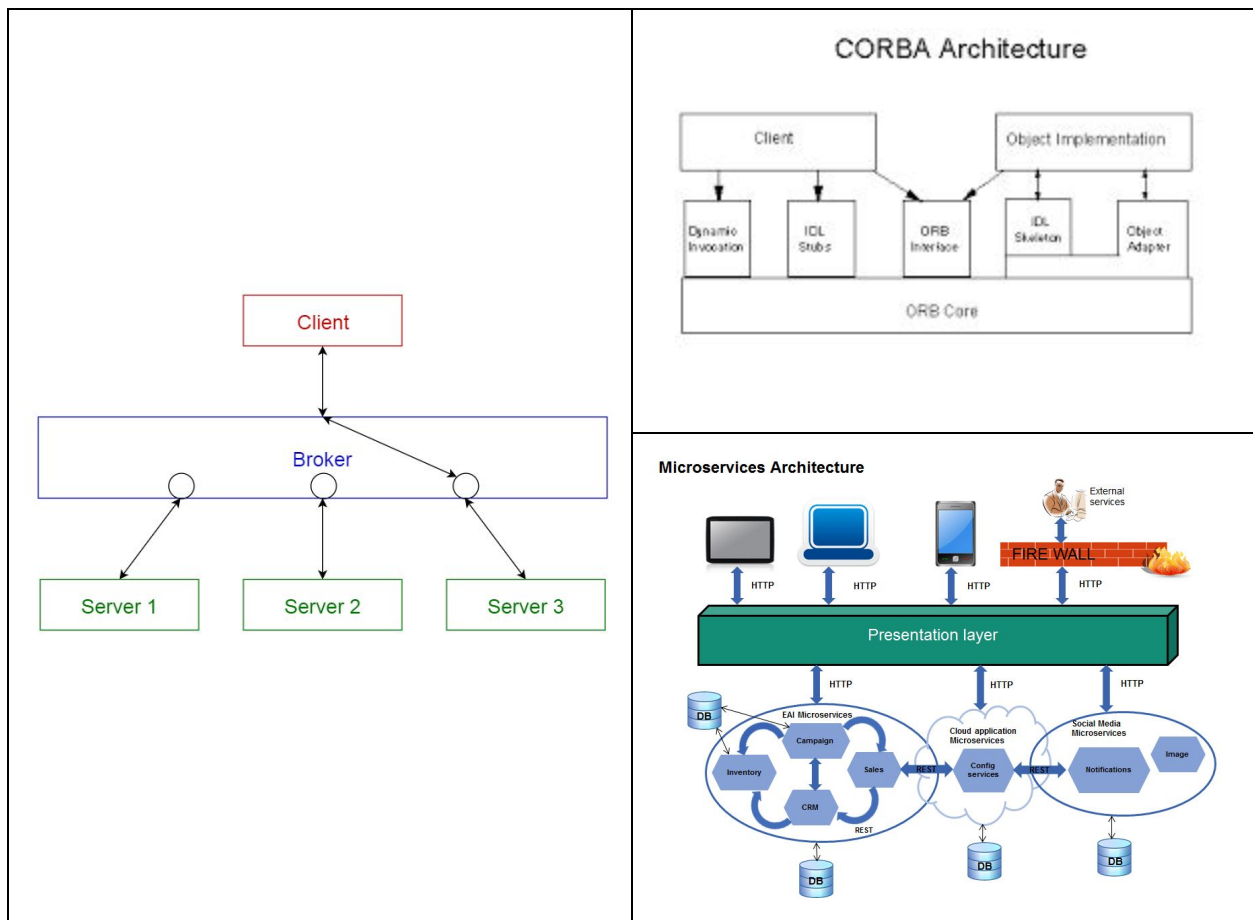 Client
Broker
Server 1
Server 2
Server 3
CORBA Architecture
Client
Object Implementation
Dynamic
Invocation
IDL
Stubs
ORB
Interface
IDL
Skeleton
Object
Adapter
ORB Core
Microservices Architecture
External
services
FIRE WALL
HTTP
HTTP
HTTP
HTTP
Presentation layer
HTTP
HTTP
HTTP
DB
EAI Microservices
Campaign
Inventory
Sales
CRM
REST
Cloud application
Microservices
REST
Config
services
REST
Social Media
Microservices
Notifications
Image
DB
DB
DB